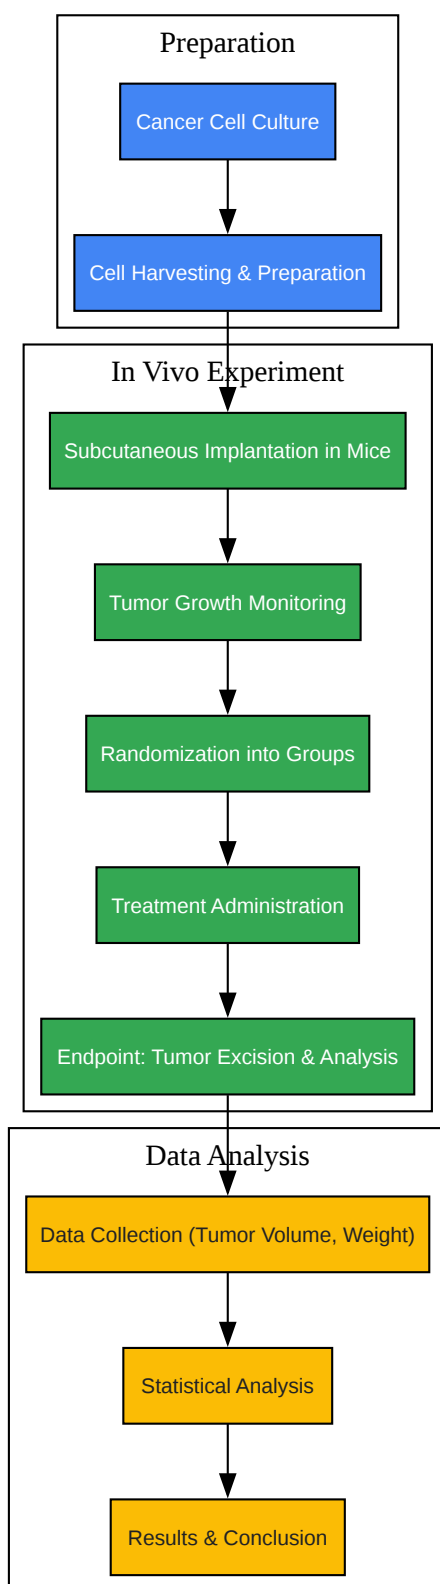 Preparation
Cancer Cell Culture
Cell Harvesting & Preparation
In Vivo Experiment
Subcutaneous Implantation in Mice
Tumor Growth Monitoring
Randomization into Groups
Treatment Administration
Endpoint: Tumor Excision & Analysis
Data Analysis
Data Collection (Tumor Volume, Weight)
Statistical Analysis
Results & Conclusion